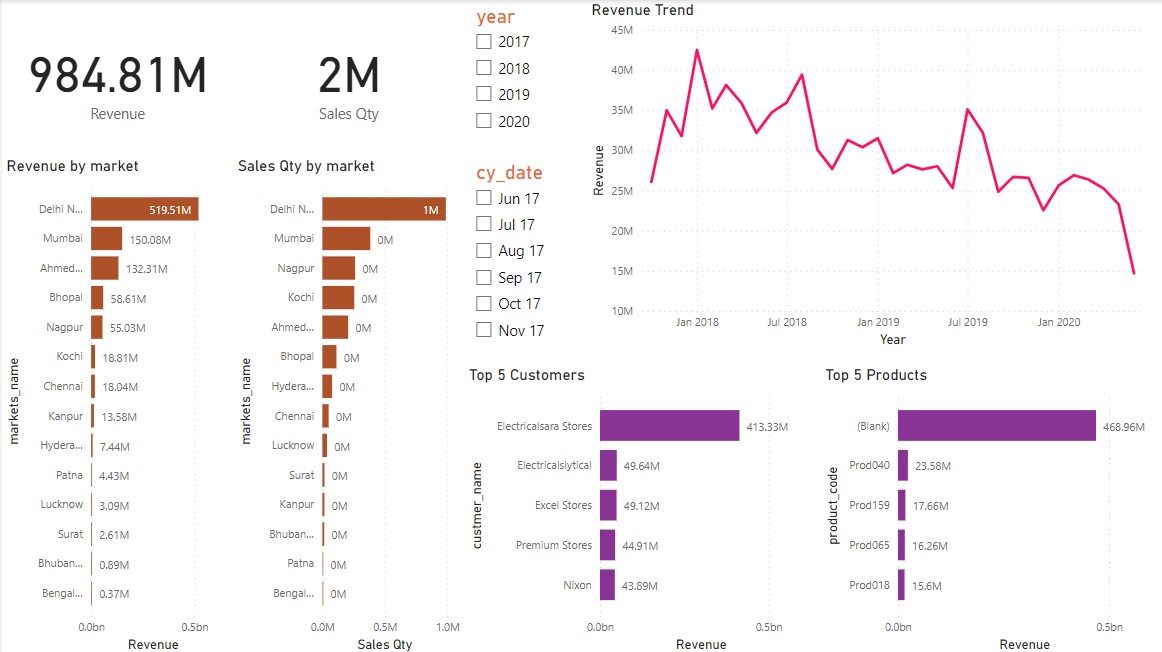 984.81M
Revenue
2M
Sales Qty
year
2017
2018
2019
2020
cy_date
Jun 17
Jul 17
Aug 17
Sep 17
Oct 17
Nov 17
Revenue Trend
45M
40M
35M
30M
25M
20M
15M
10M
Revenue
Jan 2018
Jul 2018
Jan 2019
Jul 2019
Jan 2020
Year
Revenue by market
markets_name
Delhi N... 519.51M
Mumbai 150.08M
Ahmed... 132.31M
Bhopal 58.61M
Nagpur 55.03M
Kochi 18.81M
Chennai 18.04M
Kanpur 13.58M
Hydera... 7.44M
Patna 4.43M
Lucknow 3.09M
Surat 2.61M
Bhuban... 0.89M
Bengal... 0.37M
0.0bn 0.5bn
Revenue
Sales Qty by market
markets_name
Delhi N... 1M
Mumbai 0M
Nagpur 0M
Kochi 0M
Ahmed... 0M
Bhopal 0M
Hydera... 0M
Chennai 0M
Lucknow 0M
Surat 0M
Kanpur 0M
Bhuban... 0M
Patna 0M
Bengal... 0M
0.0M 0.5M 1.0M
Sales Qty
Top 5 Customers
custmer_name
Electricalsara Stores 413.33M
Electricalslytical 49.64M
Excel Stores 49.12M
Premium Stores 44.91M
Nixon 43.89M
0.0bn 0.5bn
Revenue
Top 5 Products
product_code
(Blank) 468.96M
Prod040 23.58M
Prod159 17.66M
Prod065 16.26M
Prod018 15.6M
0.0bn 0.5bn
Revenue